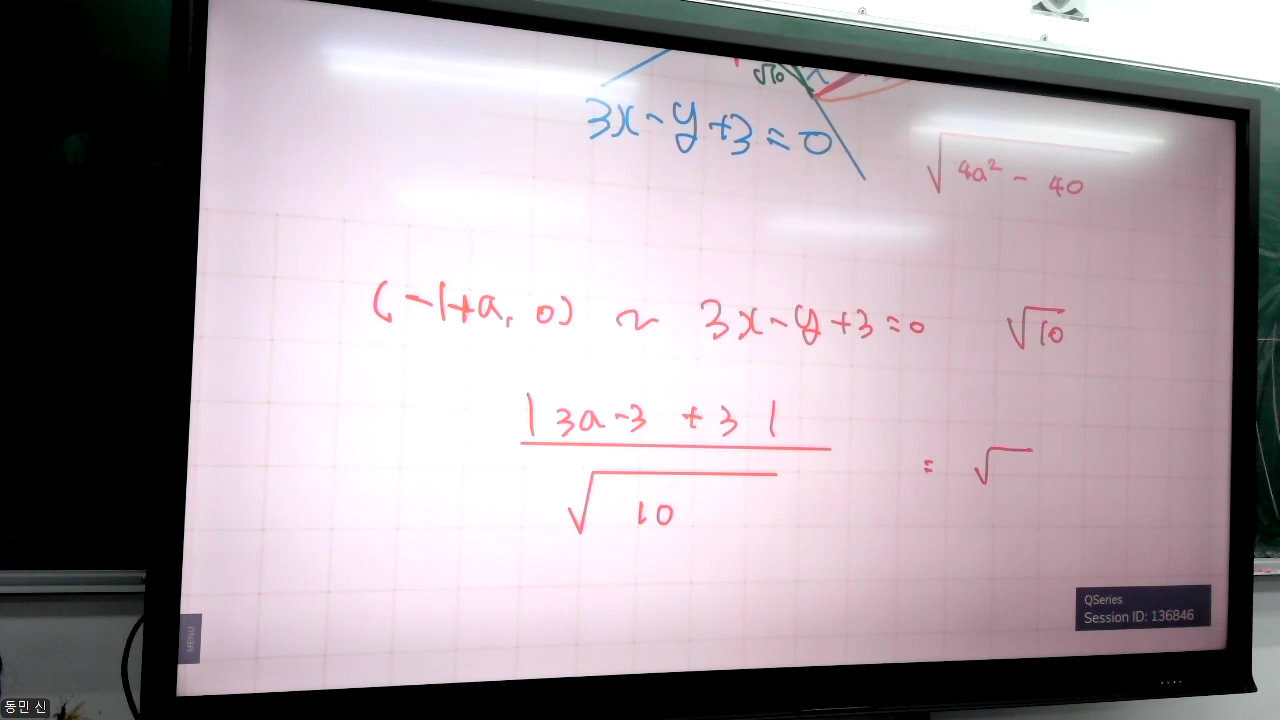 √10
3x-y+3=0
√4a²-40
(-1+a, 0) ~ 3x-y+3=0 √10
|3a-3 +3|
√10
= √
QSeries
Session ID: 136846
MENU
동민 신